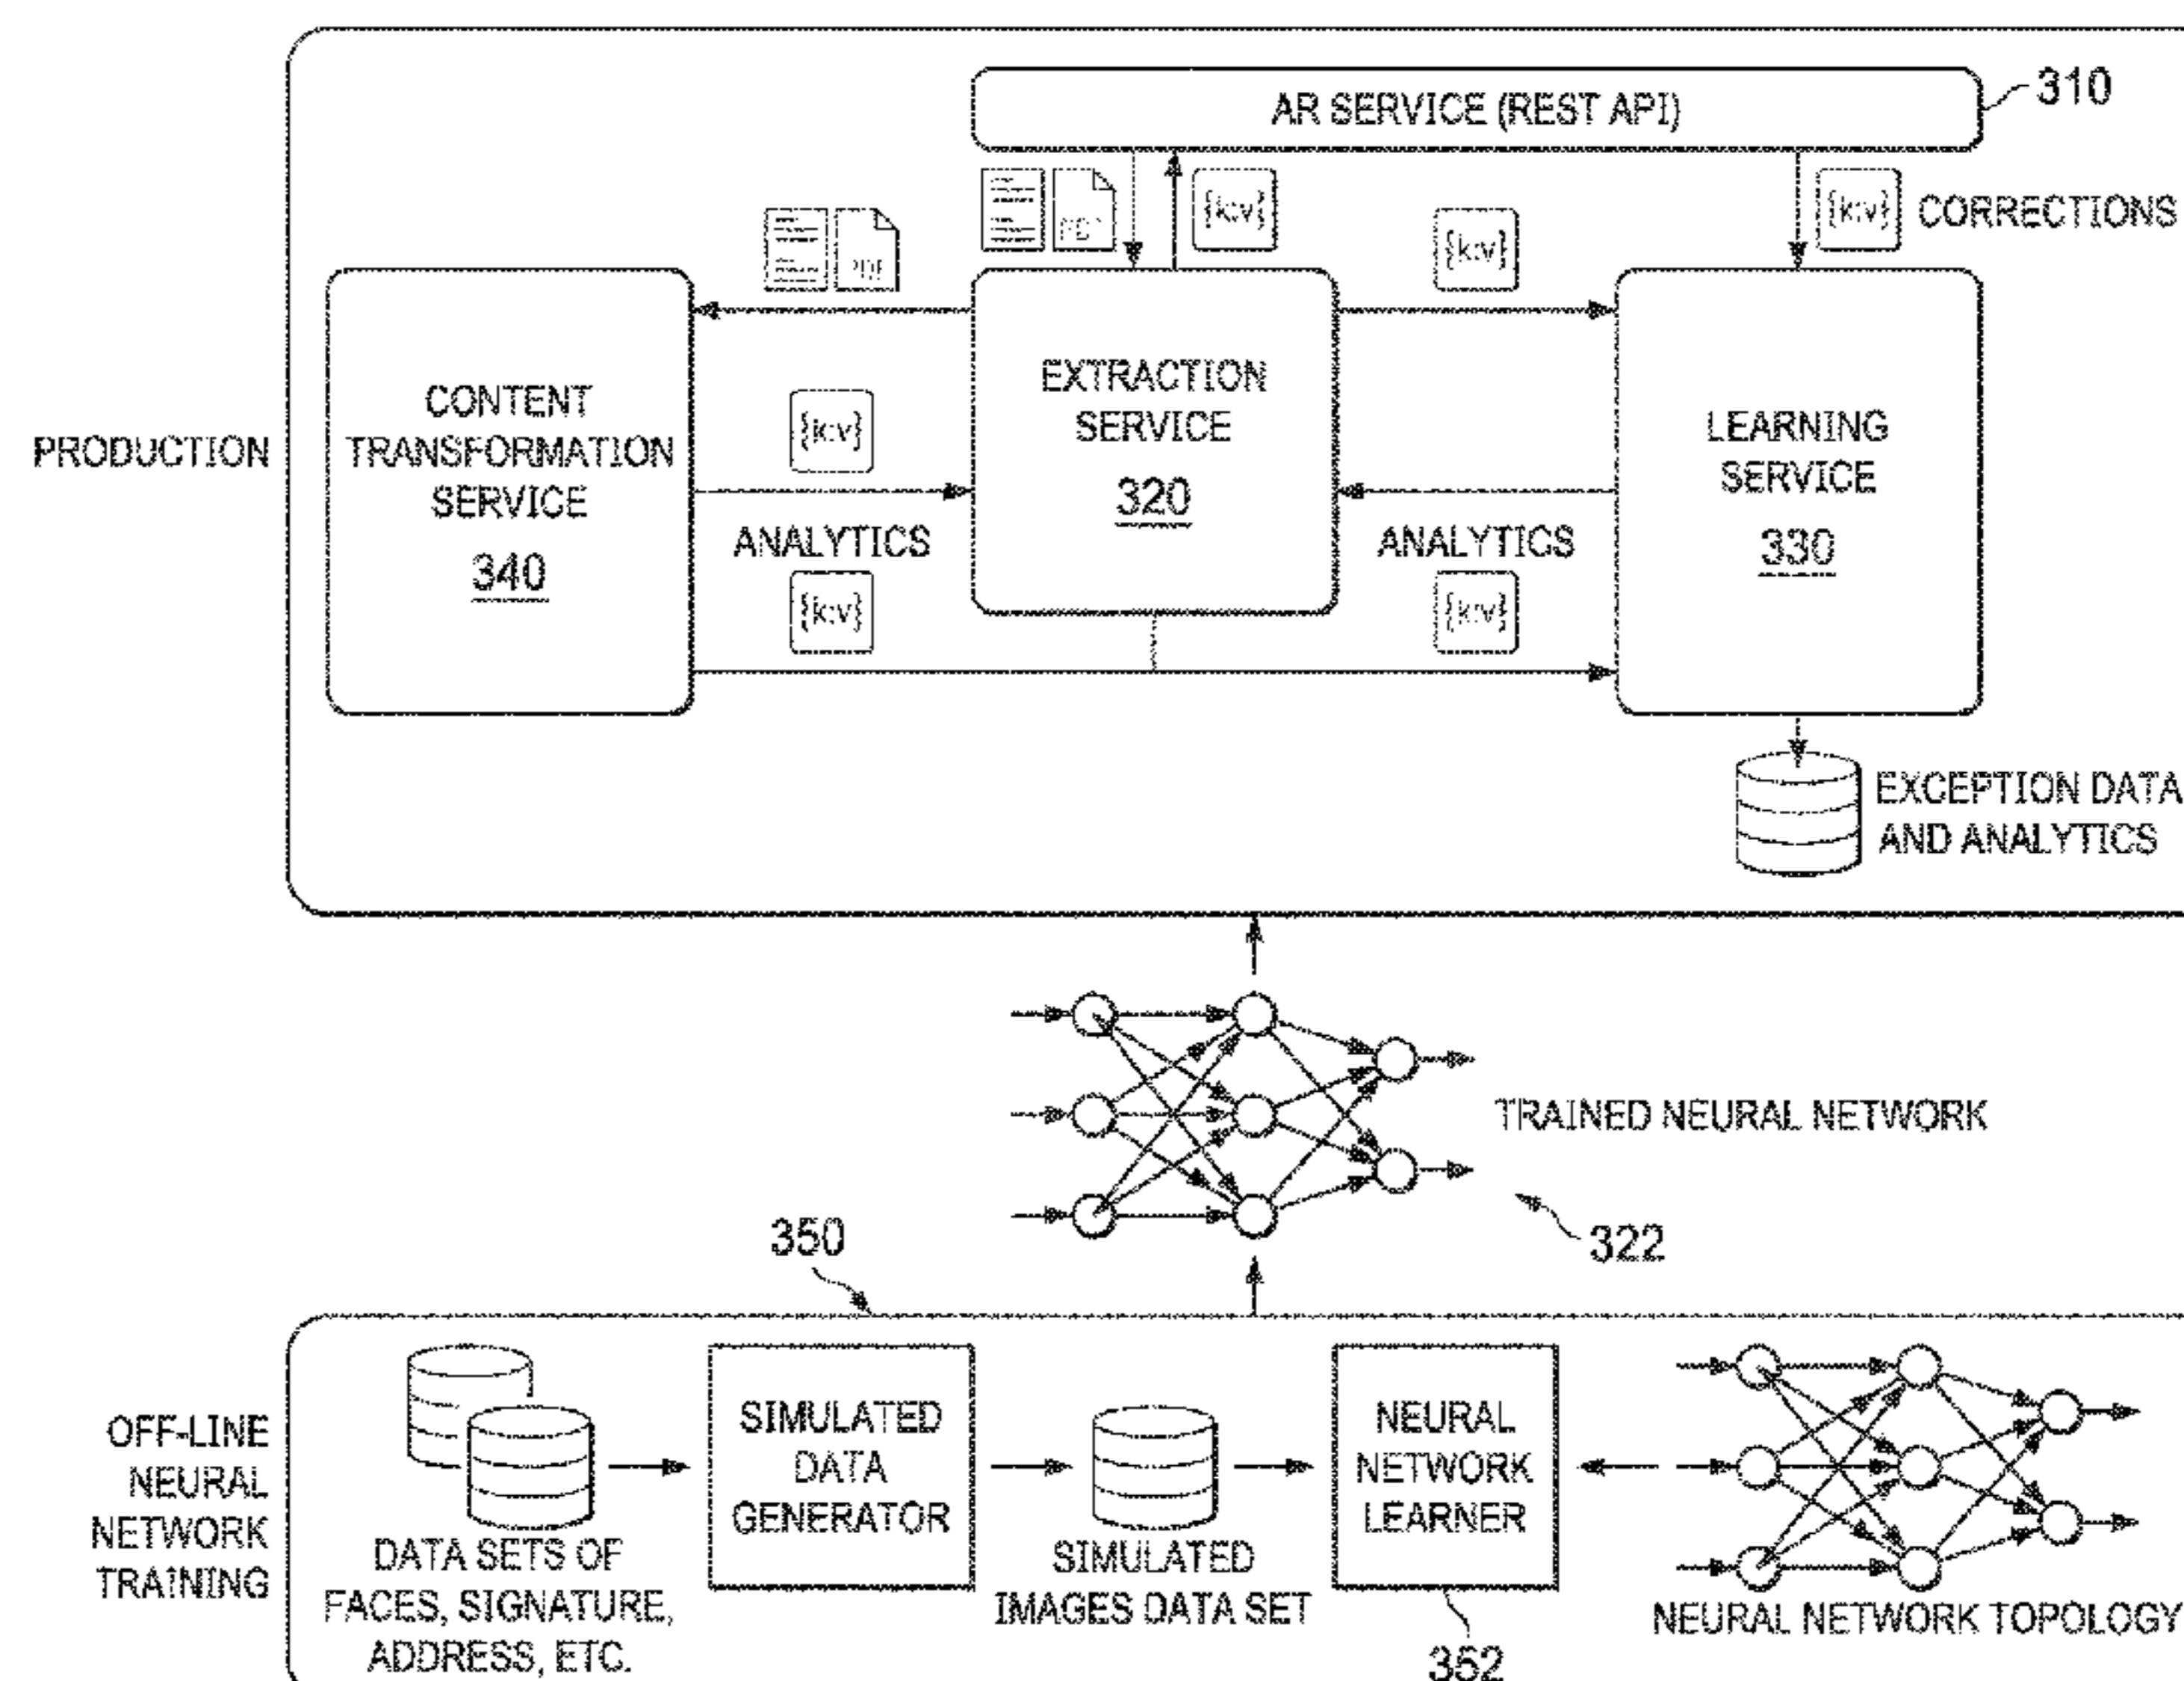 AR SERVICE (REST API)
310
PDF
{k:v}
{k:v}
CORRECTIONS
PDF
{k:v}
PRODUCTION
CONTENT
TRANSFORMATION
SERVICE
340
{k:v}
ANALYTICS
{k:v}
EXTRACTION
SERVICE
320
ANALYTICS
{k:v}
LEARNING
SERVICE
330
EXCEPTION DATA
AND ANALYTICS
TRAINED NEURAL NETWORK
322
350
OFF-LINE
NEURAL
NETWORK
TRAINING
DATA SETS OF
FACES, SIGNATURE,
ADDRESS, ETC.
SIMULATED
DATA
GENERATOR
SIMULATED
IMAGES DATA SET
NEURAL
NETWORK
LEARNER
352
NEURAL NETWORK TOPOLOGY